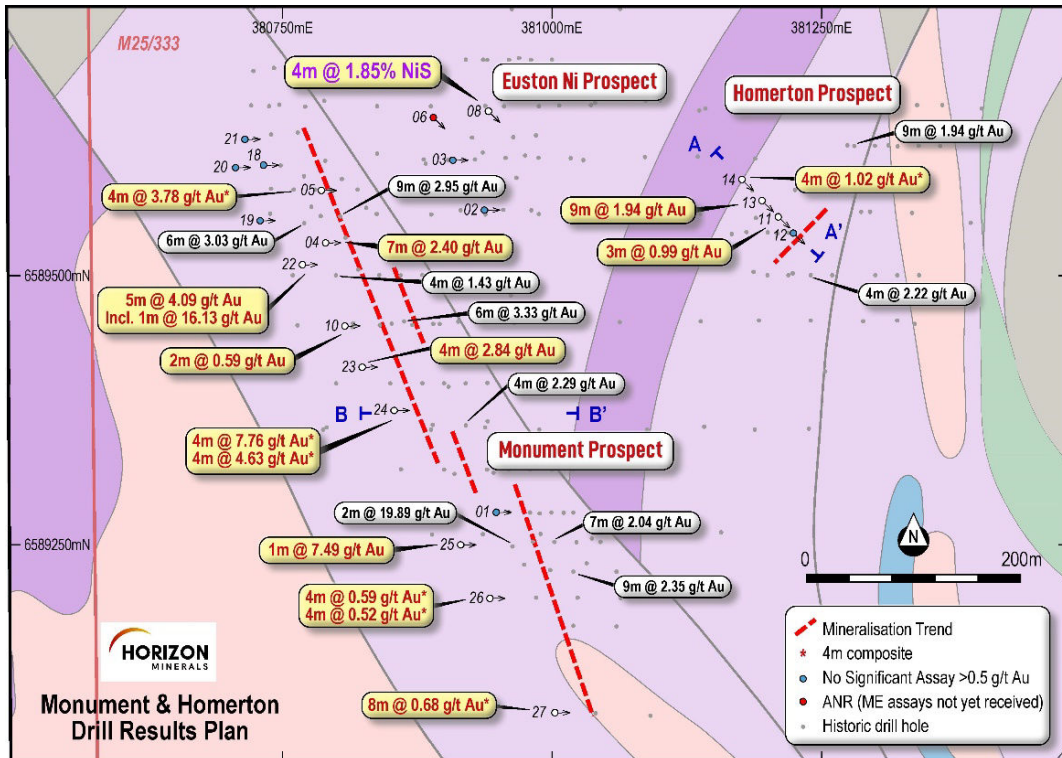 380750mE
381000mE
381250mE
M25/333
4m @ 1.85% NiS
Euston Ni Prospect
Homerton Prospect
08
06
9m @ 1.94 g/t Au
21
A
20
18
03
14
4m @ 1.02 g/t Au*
4m @ 3.78 g/t Au*
05
9m @ 2.95 g/t Au
13
9m @ 1.94 g/t Au
02
11
19
12
A'
6m @ 3.03 g/t Au
04
7m @ 2.40 g/t Au
3m @ 0.99 g/t Au
22
6589500mN
4m @ 1.43 g/t Au
4m @ 2.22 g/t Au
5m @ 4.09 g/t Au
Incl. 1m @ 16.13 g/t Au
6m @ 3.33 g/t Au
10
2m @ 0.59 g/t Au
4m @ 2.84 g/t Au
23
4m @ 2.29 g/t Au
B
24
B'
4m @ 7.76 g/t Au*
4m @ 4.63 g/t Au*
Monument Prospect
01
2m @ 19.89 g/t Au
7m @ 2.04 g/t Au
6589250mN
1m @ 7.49 g/t Au
25
N
0
200m
9m @ 2.35 g/t Au
4m @ 0.59 g/t Au*
4m @ 0.52 g/t Au*
26
HORIZON
MINERALS
Monument & Homerton
Drill Results Plan
8m @ 0.68 g/t Au*
27
Mineralisation Trend
* 4m composite
No Significant Assay >0.5 g/t Au
ANR (ME assays not yet received)
Historic drill hole